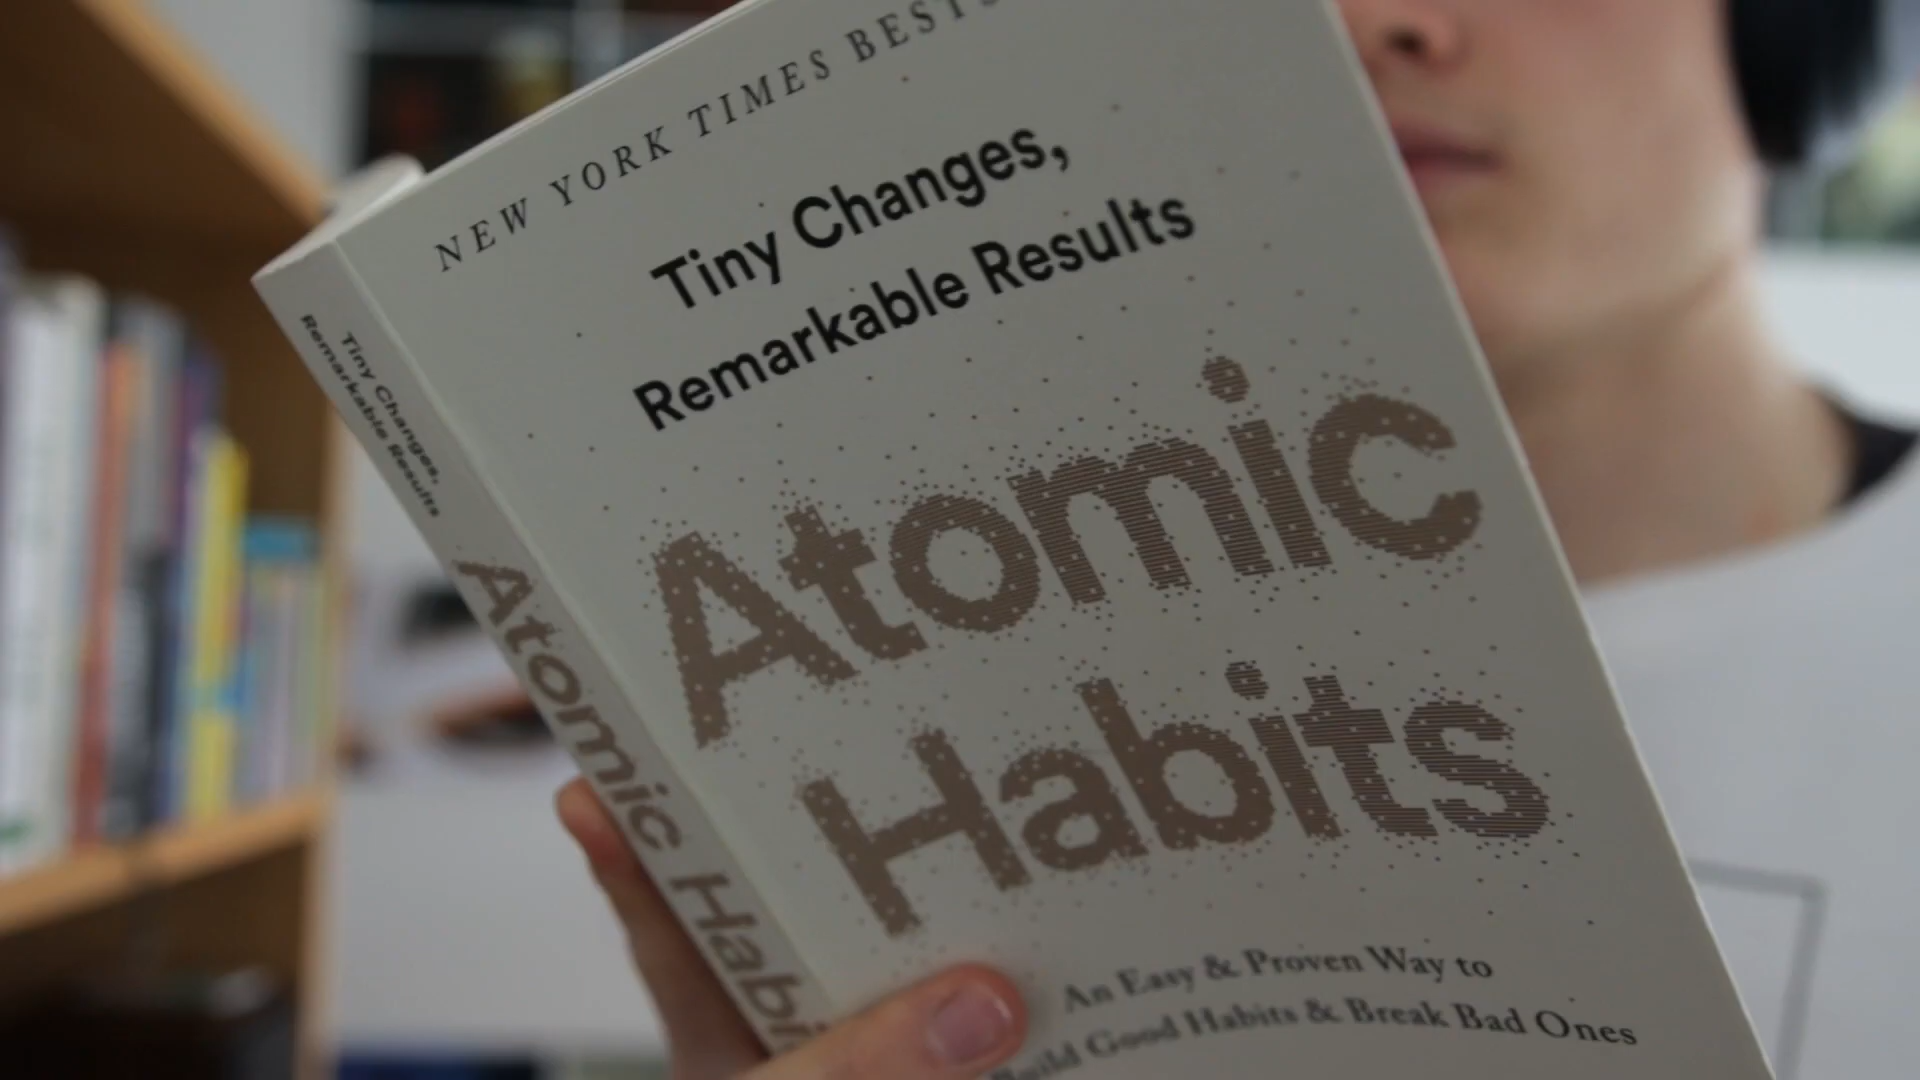 NEW YORK TIMES
Tiny Changes,
Remarkable Results
Atomic
Habits
An Easy & Proven Way to
Build Good Habits & Break Bad Ones
Tiny Changes,
Remarkable Results
Atomic